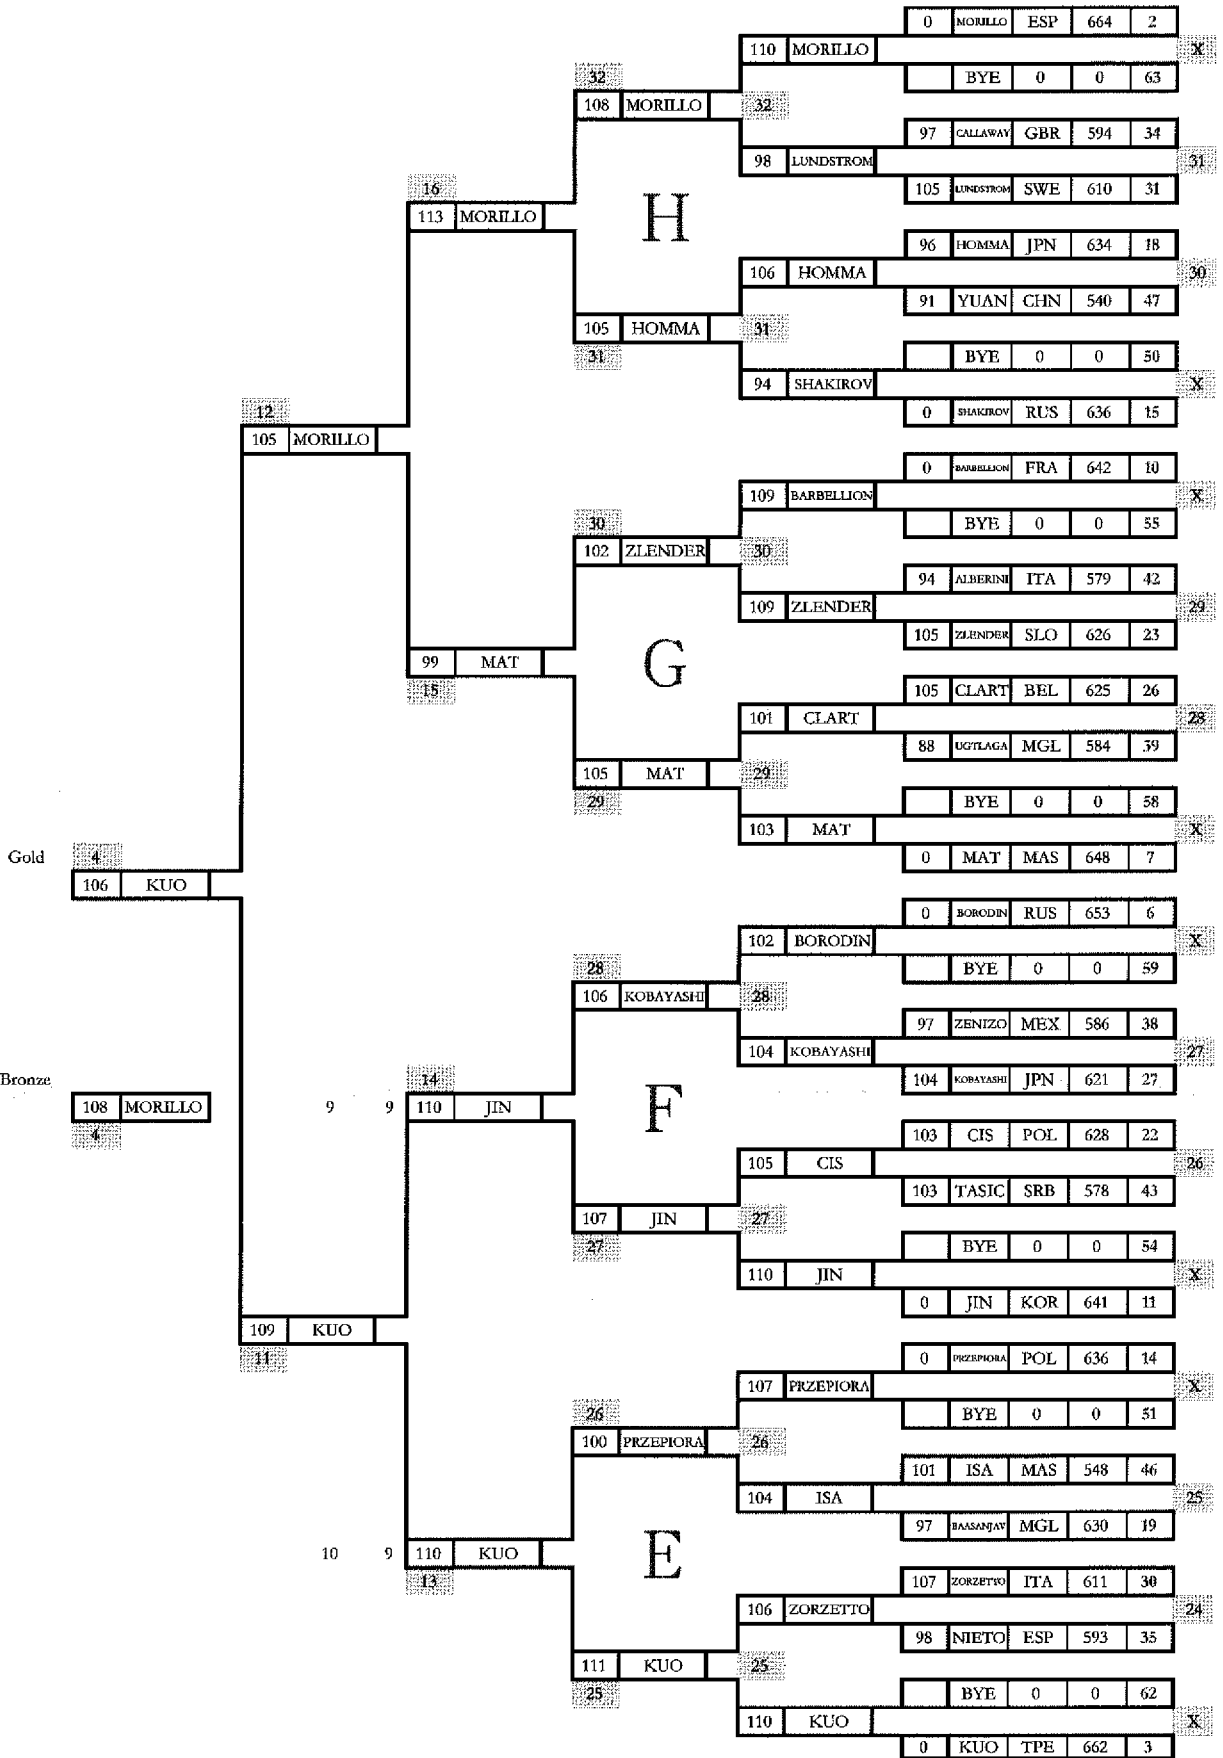 0 MORILLO ESP 664 2
110 MORILLO X
32 BYE 0 0 63
108 MORILLO 32
97 CALLAWAY GBR 594 34
98 LUNDSTROM 31
16 105 LUNDSTROM SWE 610 31
113 MORILLO H
96 HOMMA JPN 634 18
106 HOMMA 30
91 YUAN CHN 540 47
105 HOMMA 31
31 BYE 0 0 50
94 SHAKIROV X
12 0 SHAKIROV RUS 636 15
105 MORILLO
0 BARBELLION FRA 642 10
109 BARBELLION X
30 BYE 0 0 55
102 ZLENDER 30
94 ALBERINI ITA 579 42
109 ZLENDER 29
105 ZLENDER SLO 626 23
99 MAT G
15 105 CLART BEL 625 26
101 CLART 28
88 UGTLAGA MGL 584 39
105 MAT 29
29 BYE 0 0 58
103 MAT X
Gold 4 0 MAT MAS 648 7
106 KUO
0 BORODIN RUS 653 6
102 BORODIN X
28 BYE 0 0 59
106 KOBAYASHI 28
97 ZENIZO MEX 586 38
104 KOBAYASHI 27
Bronze 14 104 KOBAYASHI JPN 621 27
108 MORILLO 9 9 110 JIN F
4 103 CIS POL 628 22
105 CIS 26
103 TASIC SRB 578 43
107 JIN 27
27 BYE 0 0 54
110 JIN X
0 JIN KOR 641 11
109 KUO
11 0 PRZEPIORA POL 636 14
107 PRZEPIORA X
26 BYE 0 0 51
100 PRZEPIORA 26
101 ISA MAS 548 46
104 ISA 25
97 BAASANJAV MGL 630 19
10 9 110 KUO E
13 107 ZORZETTO ITA 611 30
106 ZORZETTO 24
98 NIETO ESP 593 35
111 KUO 25
25 BYE 0 0 62
110 KUO X
0 KUO TPE 662 3